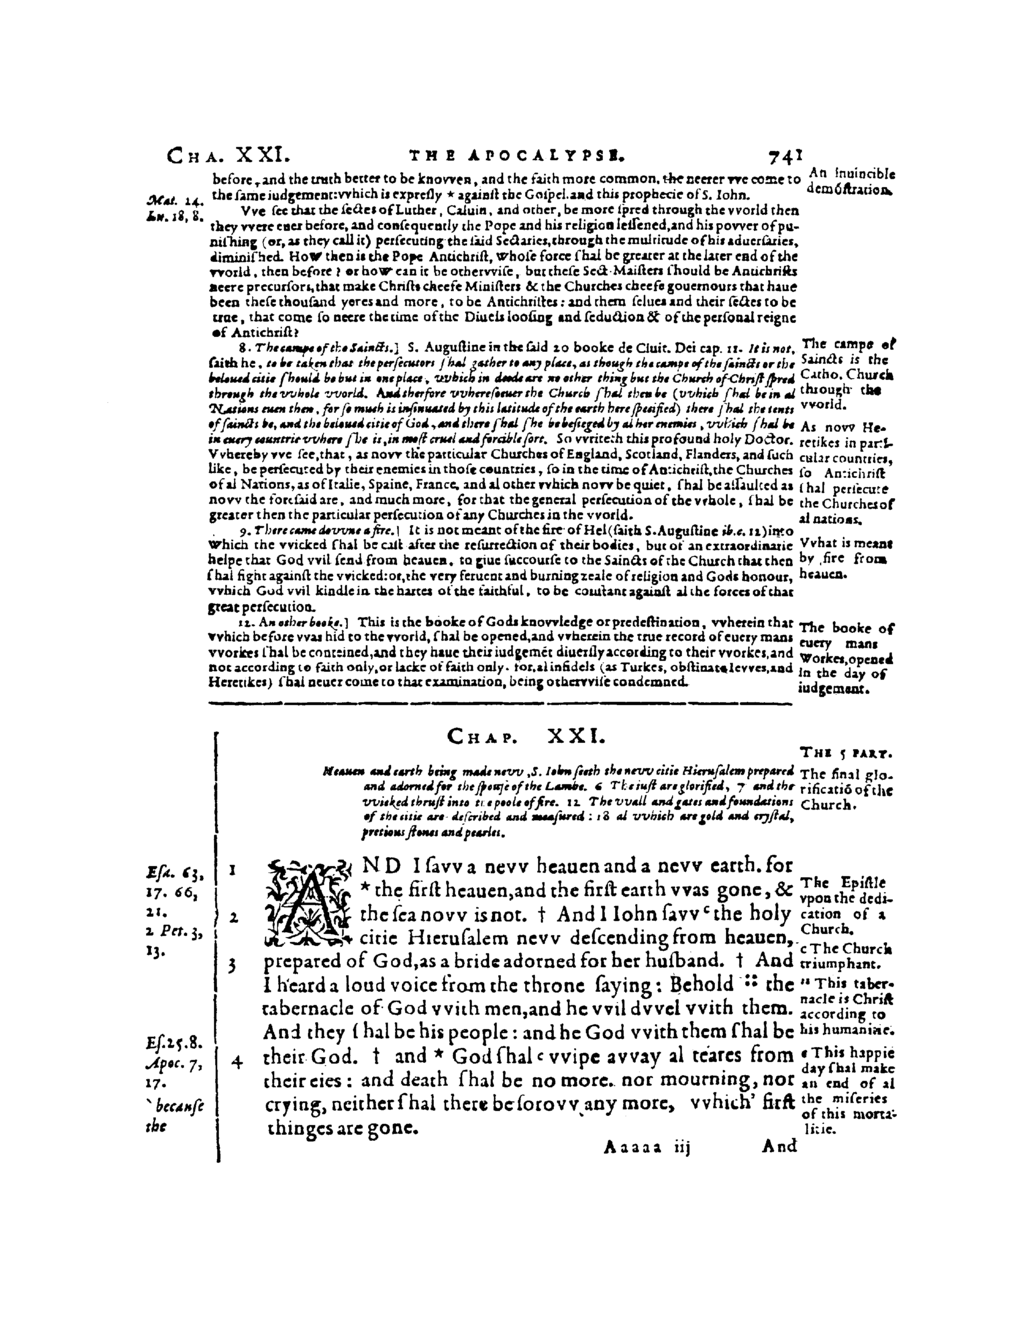 CHA. XXI. THE APOCALYPSE. 741
before, and the truth better to be knovven, and the faith more common, the neerer vve come to
the same iudgement: vvhich is expresly * against the Gospel. and this prophecie of S. Iohn.
Mat. 24.
Lu. 18, 8.
An Inuincible
demõstration.
Vve see that the sectes of Luther, Caluin, and other, be more spred through the vvorld then
they vvere euer before, and consequently the Pope and his religion lessened, and his povver of pu-
nishing (or, as they call it) persecuting the said Sectaries, through the multitude of his aduersaries,
diminished. How then is the Pope Antichrist, whose force shal be greater at the later end of the
vvorld, then before? or how can it be othervvise, but these Sect-Maisters should be Antichrists
neere precursors, that make Christs cheefe Ministers & the Churches cheefe gouernours that haue
been these thousand yeres and more, to be Antichristes: and them selues and their sectes to be
true, that come so neere the time of the Diuels loosing and seduction & of the personal reigne
of Antichrist?
8. The campe of the Saincts.] S. Augustine in the said 20 booke de Ciuit. Dei cap. 11. It is not,
saith he, to be taken that the persecutors shal gather to any place, as though the campe of the saincts or the
beloued citie should be but in one place, vvhich in deede are no other thing but the Church of Christ spred
through the vvhole vvorld. And therfore vvheresoeuer the Church shal then be (vvhich shal be in al
Nations euen then, for so much is insinuated by this latitude of the earth here specified) there shal the tents
of saincts be, and the beloued citie of God, and there shal she be besieged by al her enemies, vvhich shal be
in euery countrie vvhere she is, in most cruel and forcible sort. So vvriteth this profound holy Doctor.
Vvhereby vve see, that, as novv the particular Churches of England, Scotland, Flanders, and such
like, be persecuted by their enemies in those countries, so in the time of Antichrist, the Churches
of al Nations, as of Italie, Spaine, France, and al other vvhich novv be quiet, shal be assaulted as
novv the foresaid are, and much more, for that the general persecution of the vvhole, shal be
greater then the particular persecution of any Churches in the vvorld.
The campe of
Saincts is the
Catho. Church
through the
vvorld.
As novv He-
retikes in parti-
cular countries,
so Antichrist
shal persecute
the Churches of
al nations.
9. There came dovvne a fire.] It is not meant of the fire of Hel (saith S. Augustine ib. c. 12) into
which the vvicked shal be cast after the resurrection of their bodies, but of an extraordinarie
helpe that God vvil send from heauen, to giue succourse to the Saincts of the Church that then
shal fight against the vvicked: or, the very feruent and burning zeale of religion and Gods honour,
vvhich God vvil kindle in the hartes of the faithful, to be constant against al the forces of that
great persecution.
Vvhat is meant
by fire from
heauen.
12. An other booke.] This is the booke of Gods knovvledge or predestination, vvherein that
vvhich before vvas hid to the vvorld, shal be opened, and vvherein the true record of euery mans
vvorkes shal be conteined, and they haue their iudgemẽt diuersly according to their vvorkes, and
not according to faith only, or lacke of faith only. for, al infidels (as Turkes, obstinate Ievves, and
Heretikes) shal neuer come to that examination, being othervvise condemned.
The booke of
euery mans
Workes, opened
in the day of
iudgement.
CHAP. XXI.
THE 5 PART.
The final glo-
rificatiõ of the
Church.
Heauen and earth being made nevv, S. Iohn seeth the nevv citie Hierusalem prepared
and adorned for the spouse of the Lambe. 6 The iust are glorified, 7 and the
vvicked thrust into the poole of fire. 12 The vvall and gates and foundations
of the citie are described and measured: 18 al vvhich are gold and crystal,
pretious stones and pearles.
Esa. 63,
17. 66,
21.
2 Pet. 3,
13.
1 AND I savv a nevv heauen and a nevv earth. for
* the first heauen, and the first earth vvas gone, &
2 the sea novv is not. † And I Iohn savv c the holy
citie Hierusalem nevv descending from heauen,
3 prepared of God, as a bride adorned for her husband. † And
I heard a loud voice from the throne saying: Behold :: the
tabernacle of God vvith men, and he vvil dvvel vvith them.
And they shal be his people: and he God vvith them shal be
4 their God. † and * God shal c vvipe avvay al teares from
their eies: and death shal be no more. nor mourning, nor
crying, neither shal there be sorovv any more, vvhich' first
thinges are gone.
The Epistle
vpon the dedi-
cation of a
Church.
c The Church
triumphant.
:: This taber-
nacle is Christ
according to
his humanitie.
c This happie
day shal make
an end of al
the miseries
of this morta-
litie.
Es. 25. 8.
Apoc. 7,
17.
` because
the
Aaaaa iij And